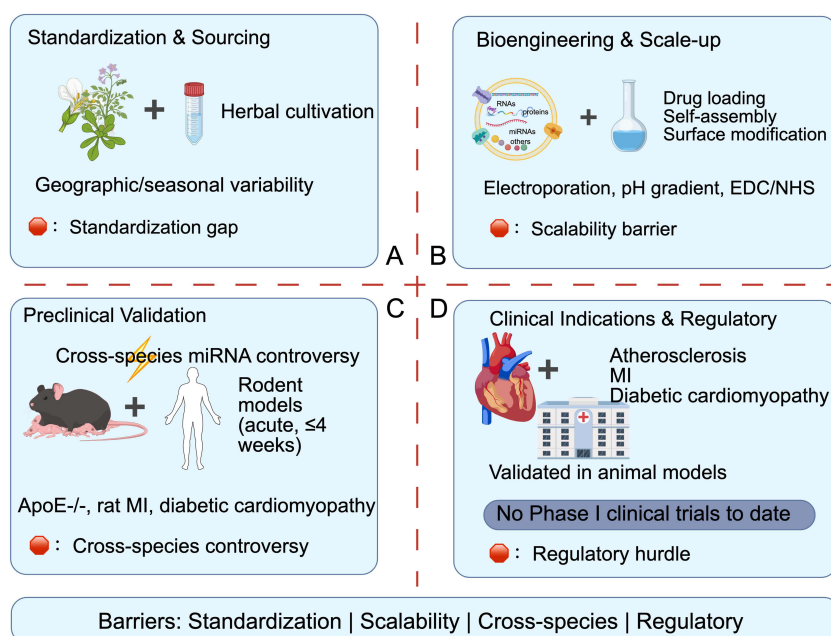 Standardization & Sourcing
Herbal cultivation
Geographic/seasonal variability
: Standardization gap
A
Bioengineering & Scale-up
RNAs
proteins
miRNAs
others
Drug loading
Self-assembly
Surface modification
Electroporation, pH gradient, EDC/NHS
: Scalability barrier
B
C
Preclinical Validation
Cross-species miRNA controversy
Rodent
models
(acute, ≤4
weeks)
ApoE-/-, rat MI, diabetic cardiomyopathy
: Cross-species controversy
D
Clinical Indications & Regulatory
Atherosclerosis
MI
Diabetic cardiomyopathy
Validated in animal models
No Phase I clinical trials to date
: Regulatory hurdle
Barriers: Standardization | Scalability | Cross-species | Regulatory